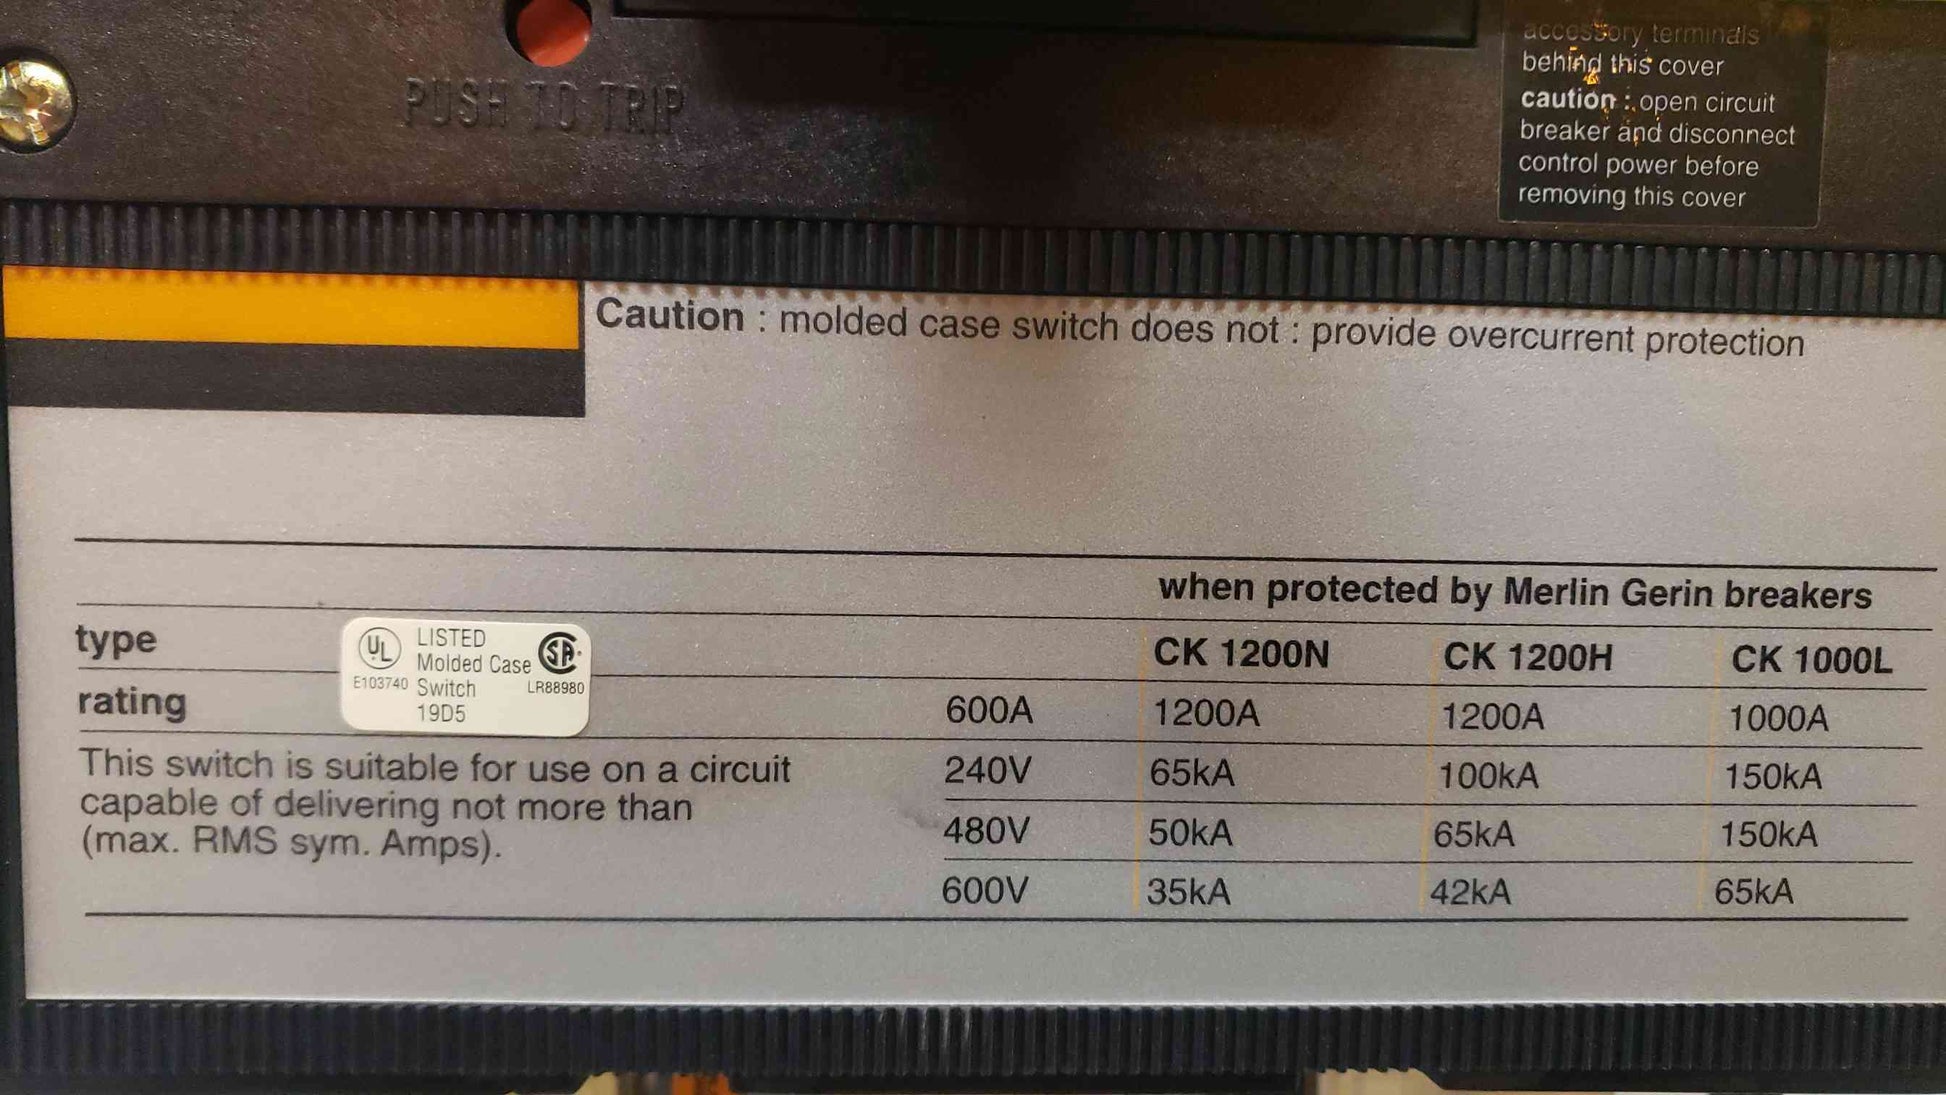 PUSH TO TRIP
accessory terminals
behind this cover
caution : open circuit
breaker and disconnect
control power before
removing this cover
Caution : molded case switch does not : provide overcurrent protection
when protected by Merlin Gerin breakers
type CK 1200N CK 1200H CK 1000L
UL LISTED SA
Molded Case
E103740 Switch LR88980
19D5
rating 600A 1200A 1200A 1000A
This switch is suitable for use on a circuit 240V 65kA 100kA 150kA
capable of delivering not more than 480V 50kA 65kA 150kA
(max. RMS sym. Amps). 600V 35kA 42kA 65kA